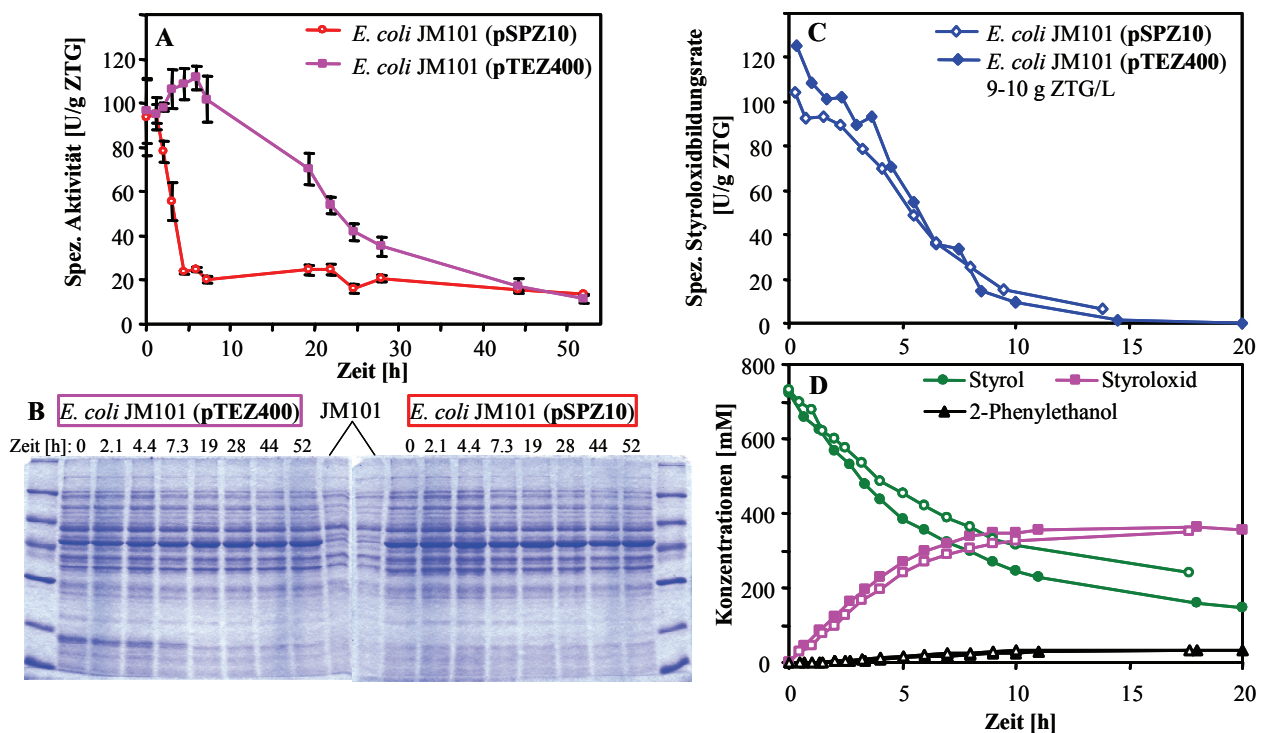 A
E. coli JM101 (pSPZ10)
E. coli JM101 (pTEZ400)
Spez. Aktivität [U/g ZTG]
120
100
80
60
40
20
0
0 10 20 30 40 50
Zeit [h]
B E. coli JM101 (pTEZ400) JM101 E. coli JM101 (pSPZ10)
Zeit [h]: 0 2.1 4.4 7.3 19 28 44 52 0 2.1 4.4 7.3 19 28 44 52
C
E. coli JM101 (pSPZ10)
E. coli JM101 (pTEZ400)
9-10 g ZTG/L
Spez. Styroloxidbildungsrate
[U/g ZTG]
120
100
80
60
40
20
0
0 5 10 15 20
D
Styrol Styroloxid
2-Phenylethanol
Konzentrationen [mM]
800
600
400
200
0
0 5 10 15 20
Zeit [h]